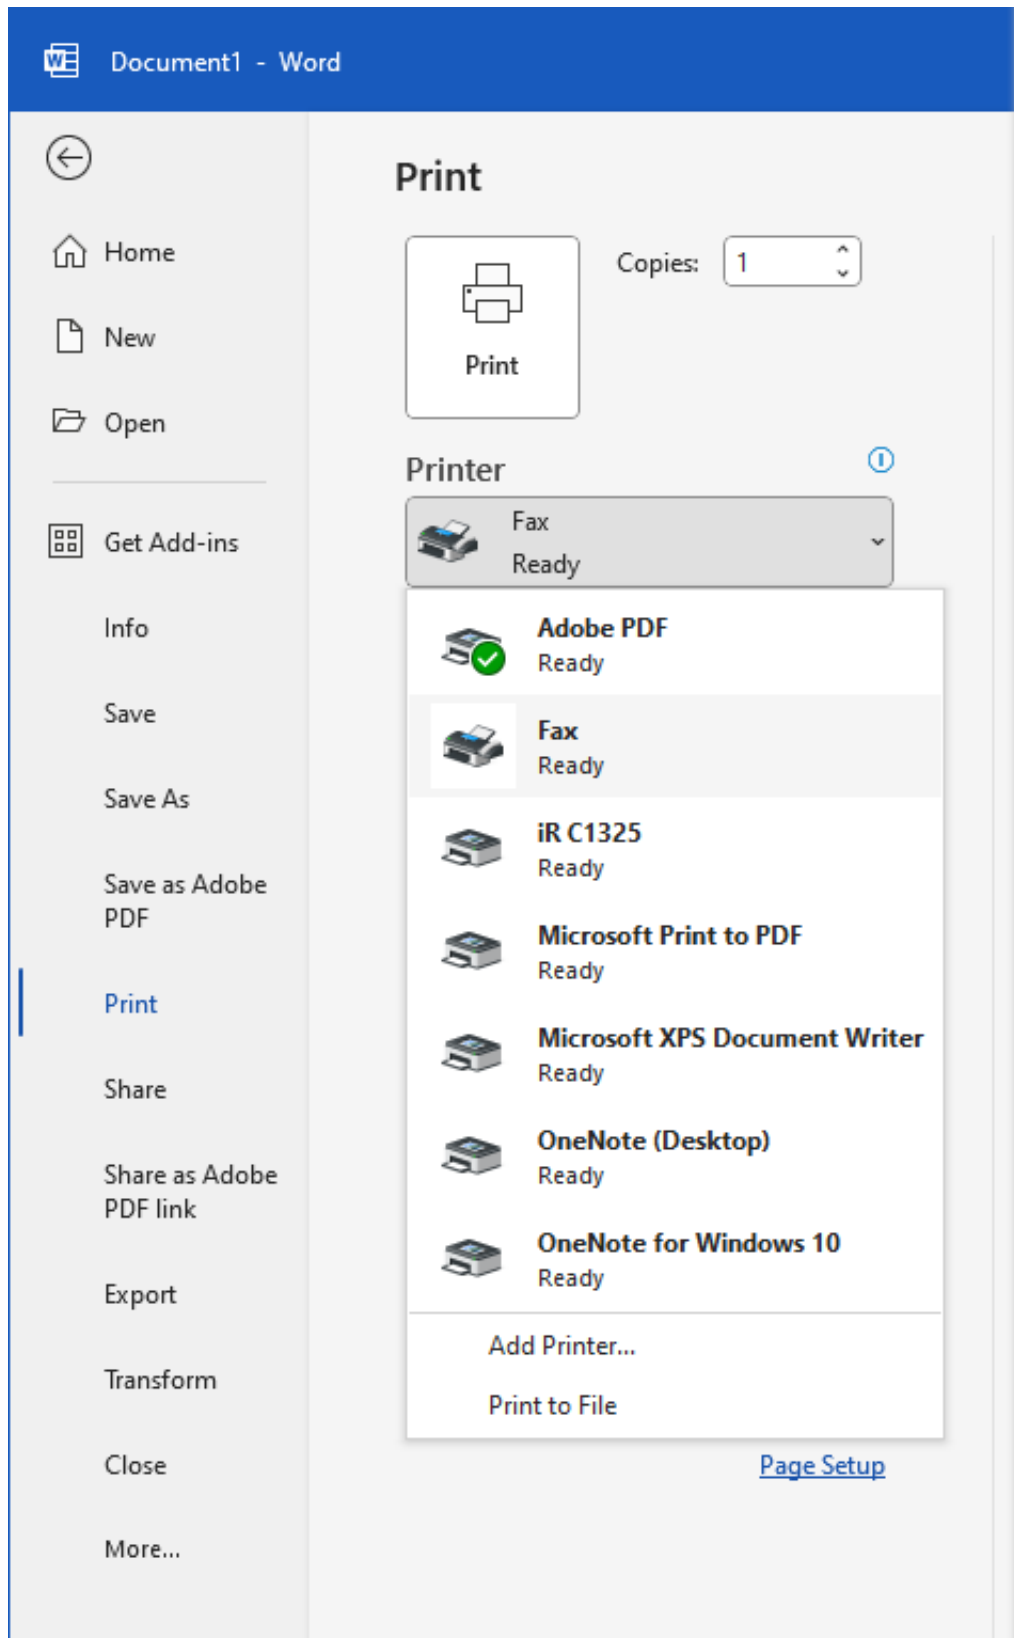 Document1 - Word
Home
New
Open
Get Add-ins
Info
Save
Save As
Save as Adobe
PDF
Print
Share
Share as Adobe
PDF link
Export
Transform
Close
More...
Print
Print
Copies:
1
Printer
Fax
Ready
Adobe PDF
Ready
Fax
Ready
iR C1325
Ready
Microsoft Print to PDF
Ready
Microsoft XPS Document Writer
Ready
OneNote (Desktop)
Ready
OneNote for Windows 10
Ready
Add Printer...
Print to File
Page Setup